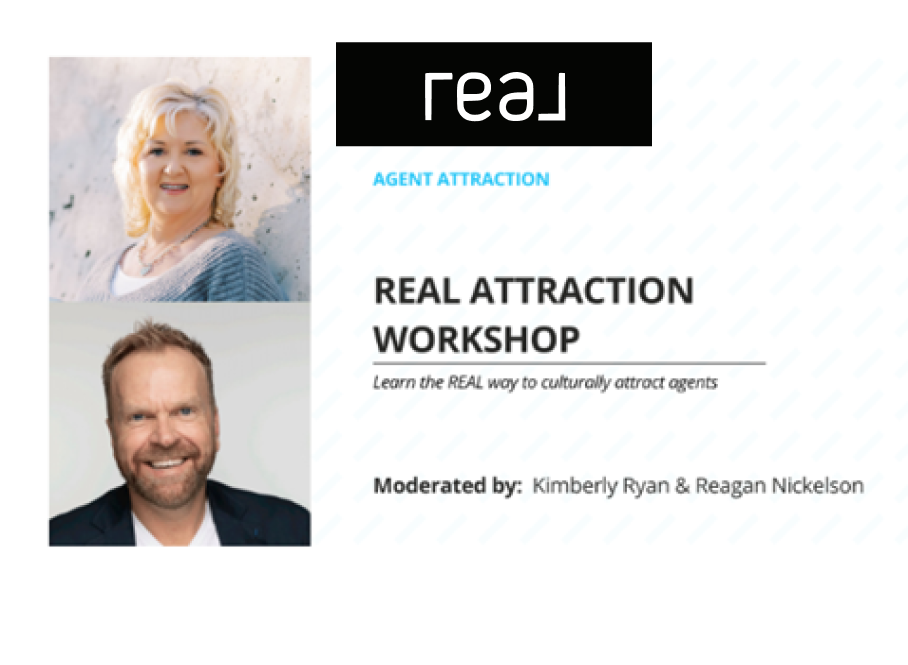 real
AGENT ATTRACTION
REAL ATTRACTION
WORKSHOP
Learn the REAL way to culturally attract agents
Moderated by: Kimberly Ryan & Reagan Nickelson